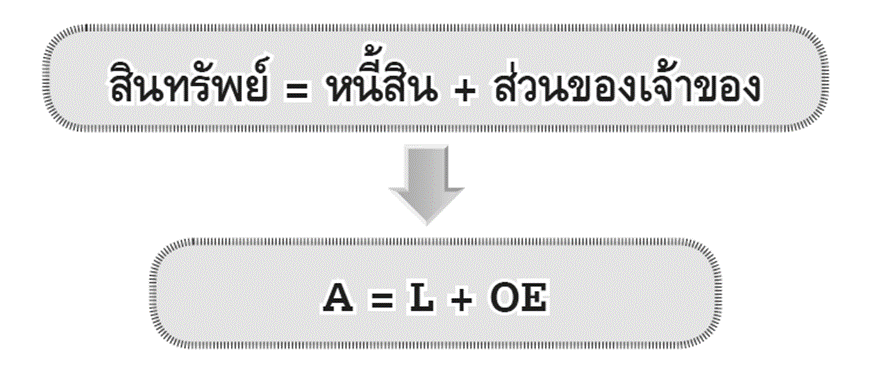 สินทรัพย์ = หนี้สิน + ส่วนของเจ้าของ
A = L + OE